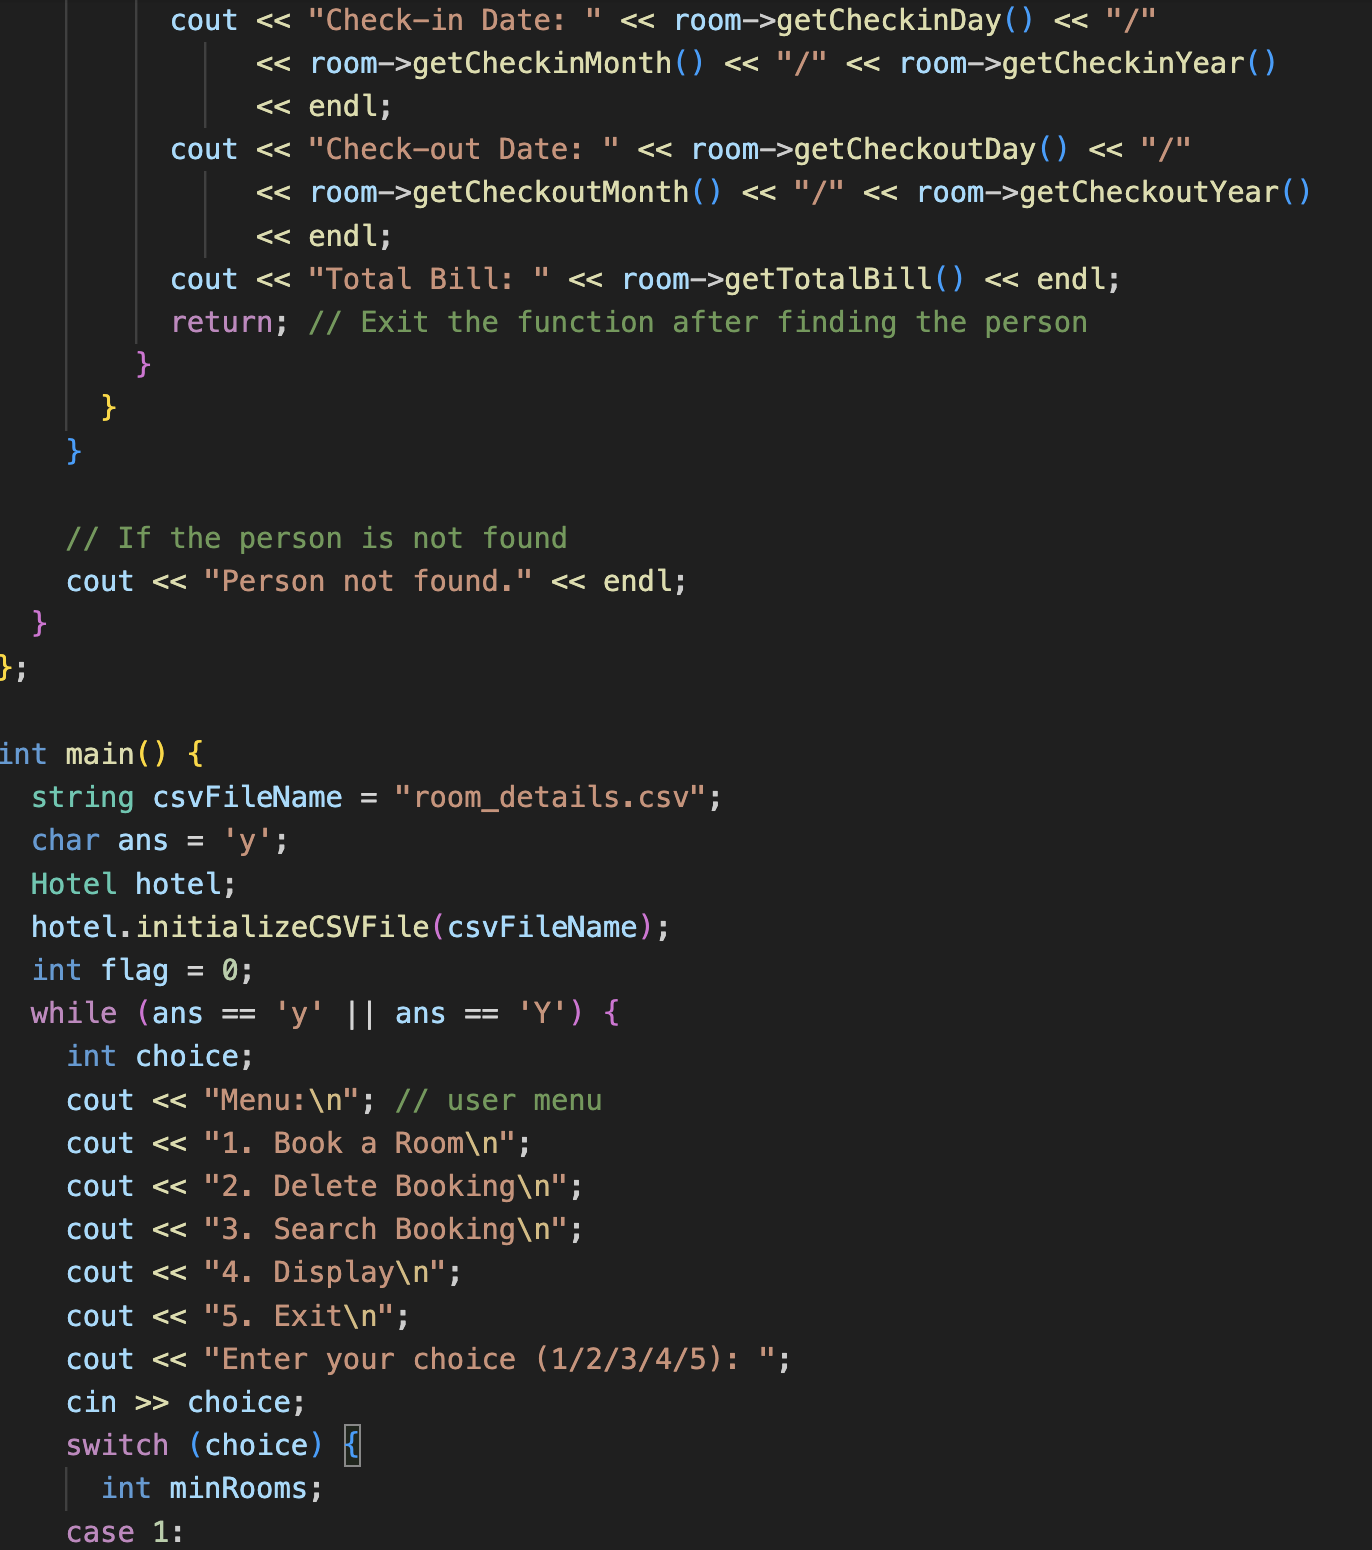 cout << "Check-in Date: " << room->getCheckinDay() << "/"
<< room->getCheckinMonth() << "/" << room->getCheckinYear()
<< endl;
cout << "Check-out Date: " << room->getCheckoutDay() << "/"
<< room->getCheckoutMonth() << "/" << room->getCheckoutYear()
<< endl;
cout << "Total Bill: " << room->getTotalBill() << endl;
return; // Exit the function after finding the person
}
}
}
// If the person is not found
cout << "Person not found." << endl;
}
};
int main() {
string csvFileName = "room_details.csv";
char ans = 'y';
Hotel hotel;
hotel.initializeCSVFile(csvFileName);
int flag = 0;
while (ans == 'y' || ans == 'Y') {
int choice;
cout << "Menu:\n"; // user menu
cout << "1. Book a Room\n";
cout << "2. Delete Booking\n";
cout << "3. Search Booking\n";
cout << "4. Display\n";
cout << "5. Exit\n";
cout << "Enter your choice (1/2/3/4/5): ";
cin >> choice;
switch (choice) {
int minRooms;
case 1: